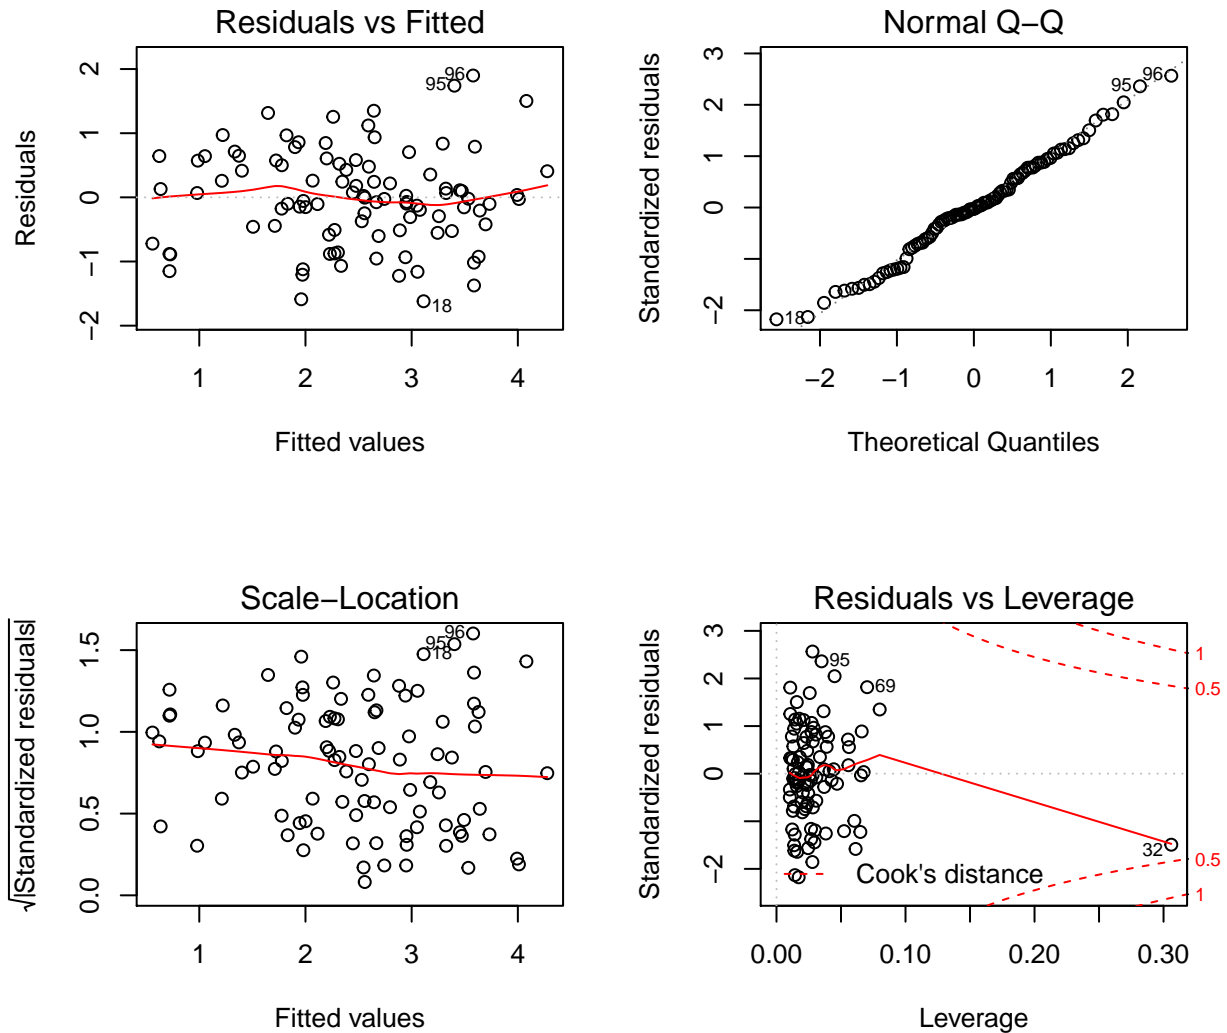 Residuals vs Fitted
Residuals
2
1
0
−1
−2
95
96
18
1 2 3 4
Fitted values
Normal Q−Q
Standardized residuals
3
2
1
0
−2
95
96
18
−2 −1 0 1 2
Theoretical Quantiles
Scale−Location
√|Standardized residuals|
1.5
1.0
0.5
0.0
95
96
18
1 2 3 4
Fitted values
Residuals vs Leverage
Standardized residuals
3
2
1
0
−2
95
69
32
1
0.5
0.5
1
Cook's distance
0.00 0.10 0.20 0.30
Leverage